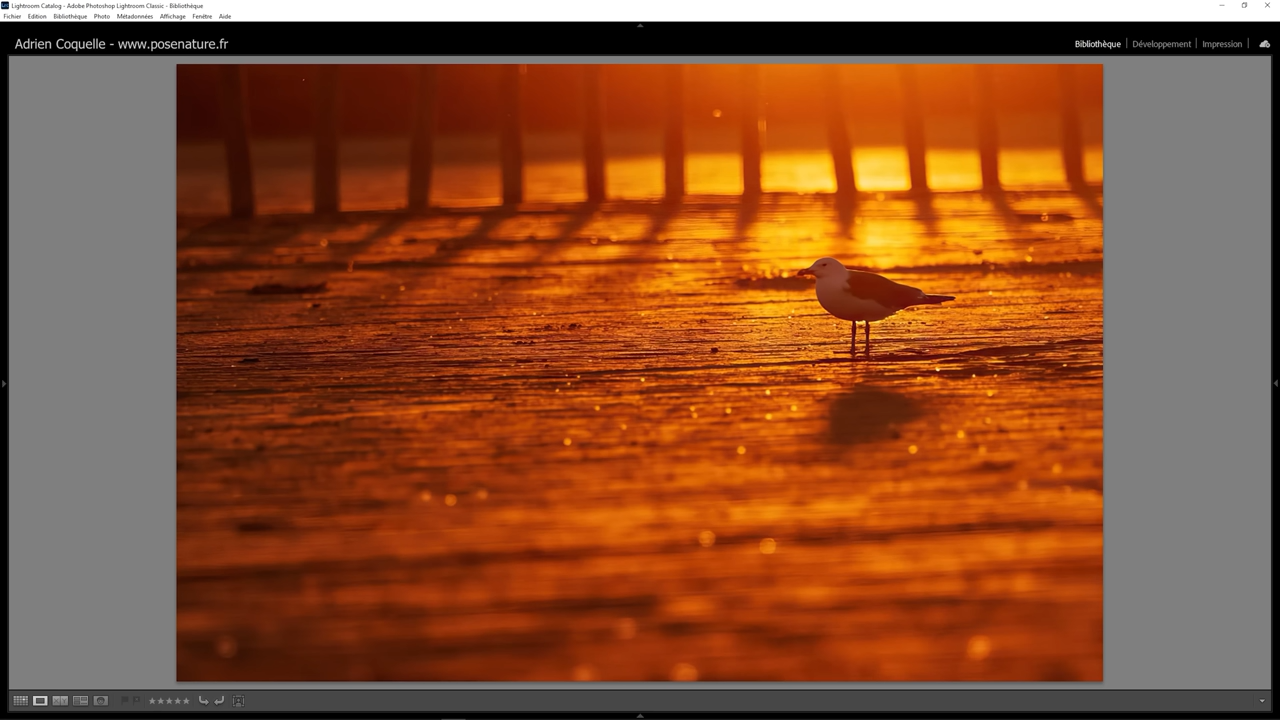 Lightroom Catalog - Adobe Photoshop Lightroom Classic - Bibliothèque
Fichier Edition Bibliothèque Photo Métadonnées Affichage Fenêtre Aide
Adrien Coquelle - www.posenature.fr
Bibliothèque | Développement | Impression |